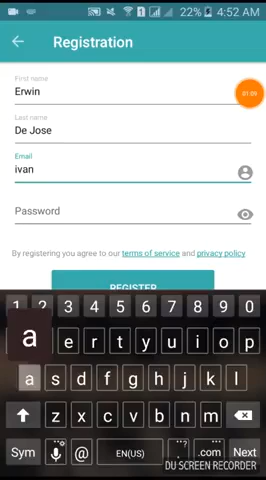 22% 4:52 AM
Registration
First name
Erwin
01:09
Last name
De Jose
Email
ivan
Password
By registering you agree to our terms of service and privacy policy
REGISTER
1 2 3 4 5 6 7 8 9 0
a e r t y u i o p
a s d f g h j k l
z x c v b n m
Sym @ EN(US) .? .com Next
DU SCREEN RECORDER